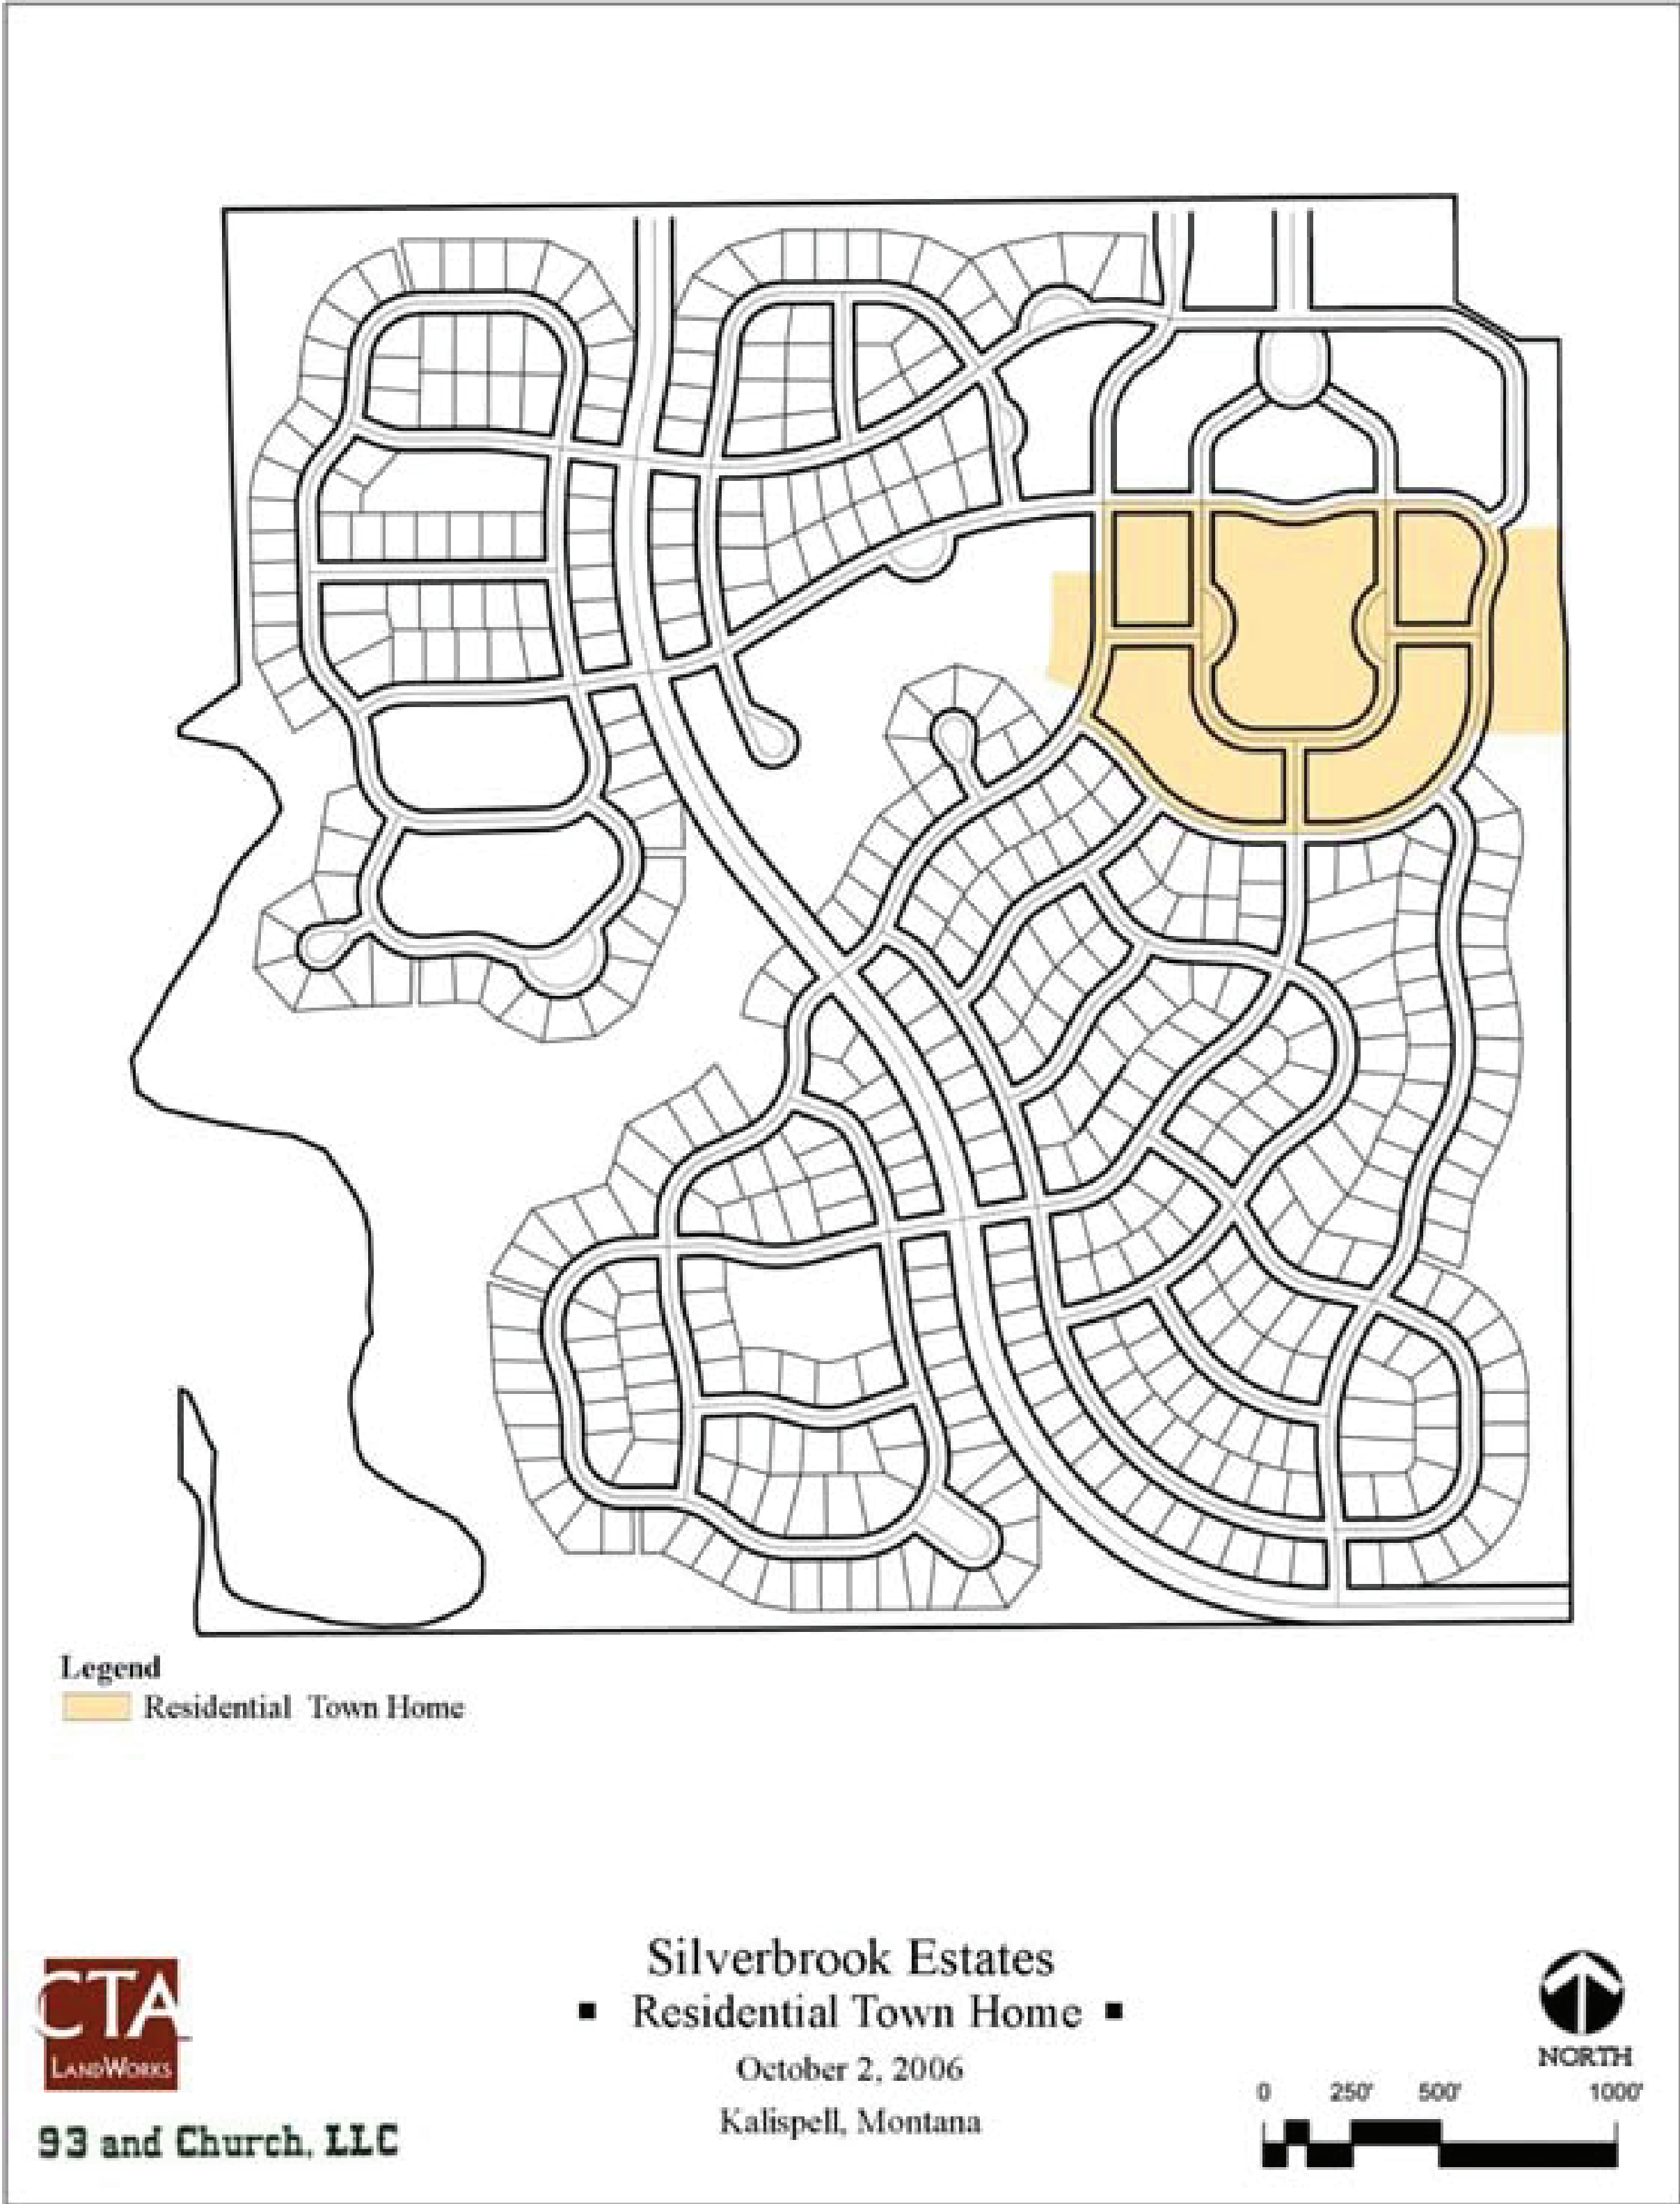 Legend
Residential Town Home
CTA
LANDWORKS
93 and Church, LLC
Silverbrook Estates
▪ Residential Town Home ▪
October 2, 2006
Kalispell, Montana
NORTH
0 250' 500' 1000'